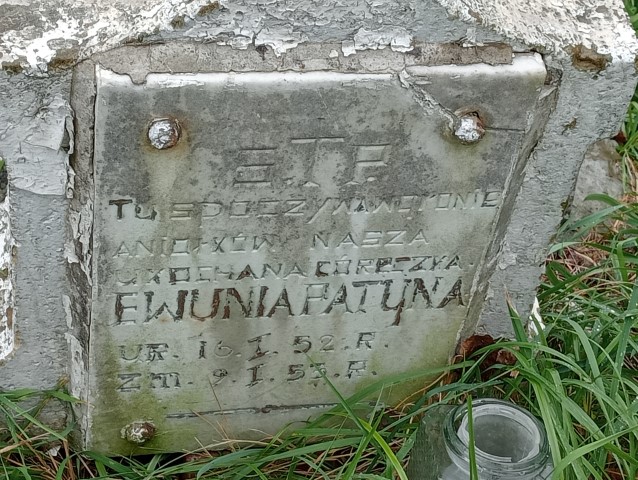 Ś.T.P.
TU SPOCZYWA W GRONIE
ANIOŁKÓW NASZA
UKOCHANA CÓRECZKA.
EWUNIA PATYNA
UR. 16. I. 52. R.
ZM. 9. I. 53. R.